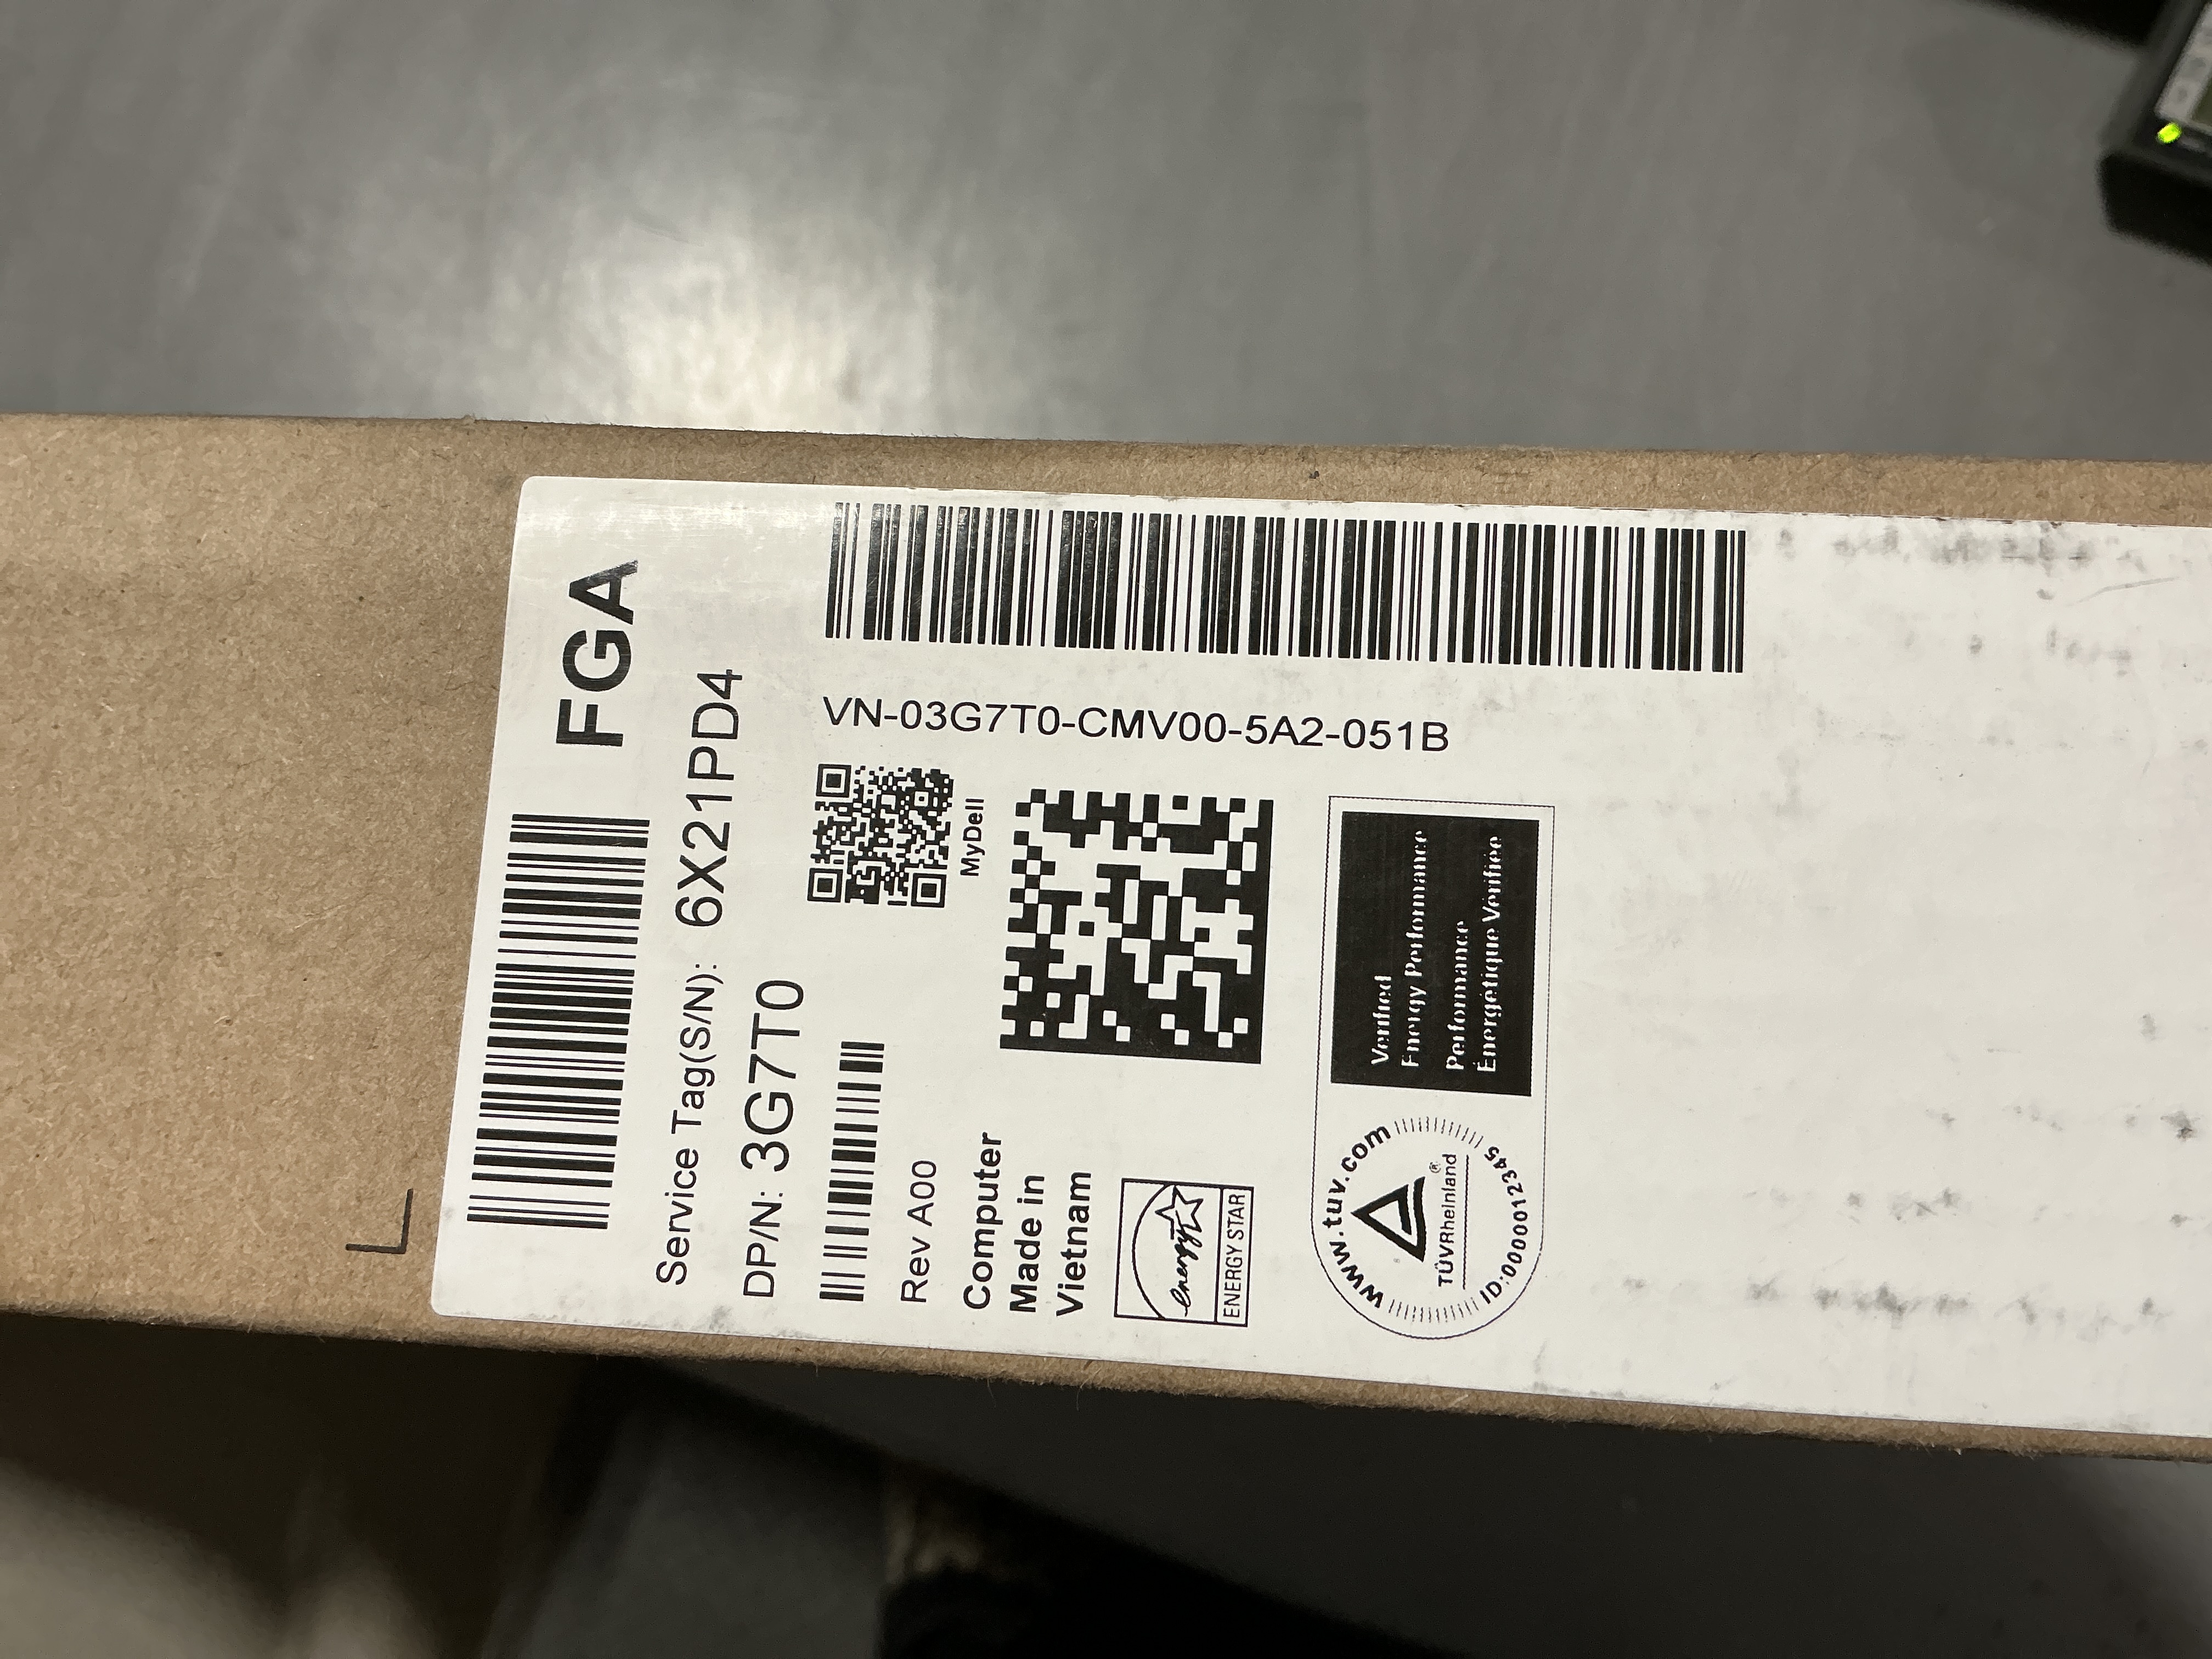 FGA
Service Tag(S/N): 6X21PD4
DP/N: 3G7T0
Rev A00
Computer
Made in
Vietnam
MyDell
VN-03G7T0-CMV00-5A2-051B
energy
ENERGY STAR
www.tuv.com
TÜVRheinland®
ID:0000012345
Verified
Energy Performance
Performance
Énergétique Vérifiée
L